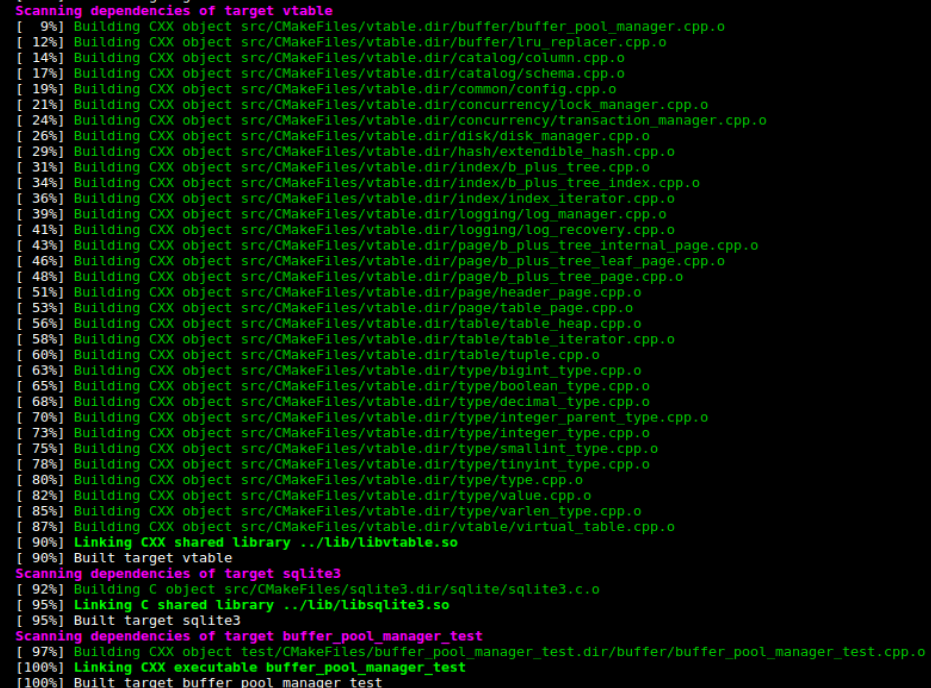 Scanning dependencies of target vtable
[  9%] Building CXX object src/CMakeFiles/vtable.dir/buffer/buffer_pool_manager.cpp.o
[ 12%] Building CXX object src/CMakeFiles/vtable.dir/buffer/lru_replacer.cpp.o
[ 14%] Building CXX object src/CMakeFiles/vtable.dir/catalog/column.cpp.o
[ 17%] Building CXX object src/CMakeFiles/vtable.dir/catalog/schema.cpp.o
[ 19%] Building CXX object src/CMakeFiles/vtable.dir/common/config.cpp.o
[ 21%] Building CXX object src/CMakeFiles/vtable.dir/concurrency/lock_manager.cpp.o
[ 24%] Building CXX object src/CMakeFiles/vtable.dir/concurrency/transaction_manager.cpp.o
[ 26%] Building CXX object src/CMakeFiles/vtable.dir/disk/disk_manager.cpp.o
[ 29%] Building CXX object src/CMakeFiles/vtable.dir/hash/extendible_hash.cpp.o
[ 31%] Building CXX object src/CMakeFiles/vtable.dir/index/b_plus_tree.cpp.o
[ 34%] Building CXX object src/CMakeFiles/vtable.dir/index/b_plus_tree_index.cpp.o
[ 36%] Building CXX object src/CMakeFiles/vtable.dir/index/index_iterator.cpp.o
[ 39%] Building CXX object src/CMakeFiles/vtable.dir/logging/log_manager.cpp.o
[ 41%] Building CXX object src/CMakeFiles/vtable.dir/logging/log_recovery.cpp.o
[ 43%] Building CXX object src/CMakeFiles/vtable.dir/page/b_plus_tree_internal_page.cpp.o
[ 46%] Building CXX object src/CMakeFiles/vtable.dir/page/b_plus_tree_leaf_page.cpp.o
[ 48%] Building CXX object src/CMakeFiles/vtable.dir/page/b_plus_tree_page.cpp.o
[ 51%] Building CXX object src/CMakeFiles/vtable.dir/page/header_page.cpp.o
[ 53%] Building CXX object src/CMakeFiles/vtable.dir/page/table_page.cpp.o
[ 56%] Building CXX object src/CMakeFiles/vtable.dir/table/table_heap.cpp.o
[ 58%] Building CXX object src/CMakeFiles/vtable.dir/table/table_iterator.cpp.o
[ 60%] Building CXX object src/CMakeFiles/vtable.dir/table/tuple.cpp.o
[ 63%] Building CXX object src/CMakeFiles/vtable.dir/type/bigint_type.cpp.o
[ 65%] Building CXX object src/CMakeFiles/vtable.dir/type/boolean_type.cpp.o
[ 68%] Building CXX object src/CMakeFiles/vtable.dir/type/decimal_type.cpp.o
[ 70%] Building CXX object src/CMakeFiles/vtable.dir/type/integer_parent_type.cpp.o
[ 73%] Building CXX object src/CMakeFiles/vtable.dir/type/integer_type.cpp.o
[ 75%] Building CXX object src/CMakeFiles/vtable.dir/type/smallint_type.cpp.o
[ 78%] Building CXX object src/CMakeFiles/vtable.dir/type/tinyint_type.cpp.o
[ 80%] Building CXX object src/CMakeFiles/vtable.dir/type/type.cpp.o
[ 82%] Building CXX object src/CMakeFiles/vtable.dir/type/value.cpp.o
[ 85%] Building CXX object src/CMakeFiles/vtable.dir/type/varlen_type.cpp.o
[ 87%] Building CXX object src/CMakeFiles/vtable.dir/vtable/virtual_table.cpp.o
[ 90%] Linking CXX shared library ../lib/libvtable.so
[ 90%] Built target vtable
Scanning dependencies of target sqlite3
[ 92%] Building C object src/CMakeFiles/sqlite3.dir/sqlite/sqlite3.c.o
[ 95%] Linking C shared library ../lib/libsqlite3.so
[ 95%] Built target sqlite3
Scanning dependencies of target buffer_pool_manager_test
[ 97%] Building CXX object test/CMakeFiles/buffer_pool_manager_test.dir/buffer/buffer_pool_manager_test.cpp.o
[100%] Linking CXX executable buffer_pool_manager_test
[100%] Built target buffer_pool_manager_test